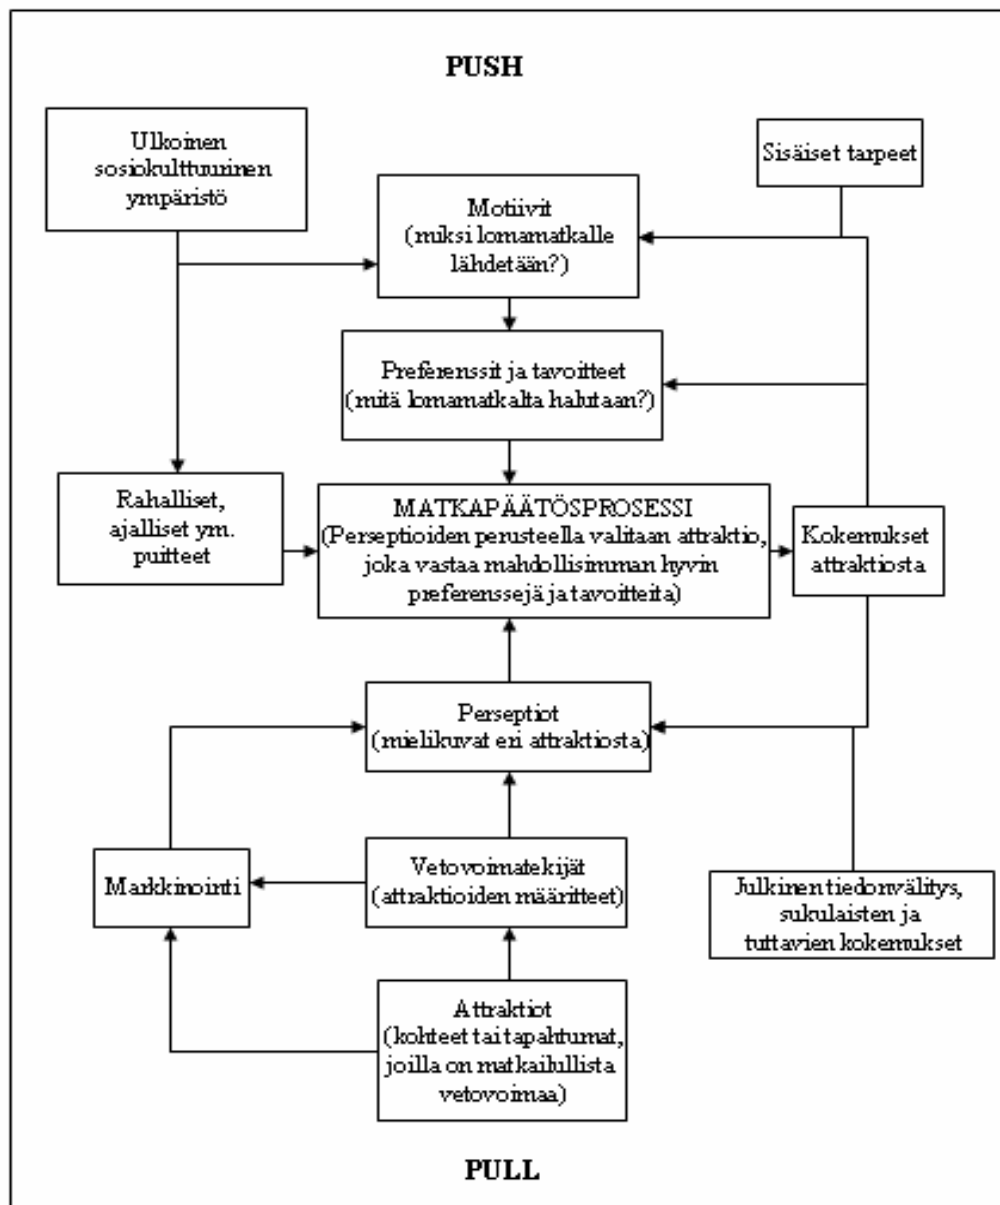 PUSH
Ulkoinen
sosiokulttuurinen
ympäristö
Sisäiset tarpeet
Motiivit
(miksi lomamatkalle
lähdetään?)
Preferenssit ja tavoitteet
(mitä lomamatkalta halutaan?)
Rahalliset,
ajalliset ym.
puitteet
MATKAPÄÄTÖSPROSESSI
(Perseptioiden perusteella valitaan attraktio,
joka vastaa mahdollisimman hyvin
preferenssejä ja tavoitteita)
Kokemukset
attraktiosta
Perseptiot
(mielikuvat eri attraktiosta)
Markkinointi
Vetovoimatekijät
(attraktioiden määritteet)
Julkinen tiedonvälitys,
sukulaisten ja
tuttavien kokemukset
Attraktiot
(kohteet tai tapahtumat,
joilla on matkailullista
vetovoimaa)
PULL